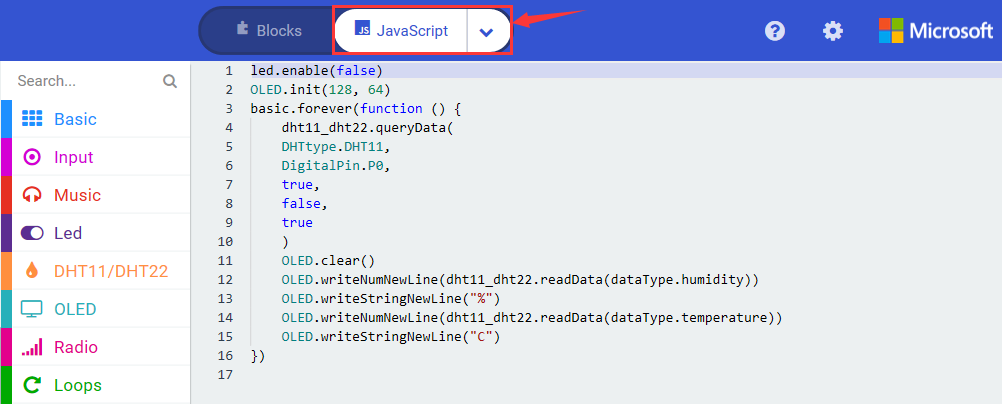 Blocks
JS JavaScript
? Microsoft
Search...
Basic
Input
Music
Led
DHT11/DHT22
OLED
Radio
Loops
1 led.enable(false)
2 OLED.init(128, 64)
3 basic.forever(function () {
4     dht11_dht22.queryData(
5     DHTtype.DHT11,
6     DigitalPin.P0,
7     true,
8     false,
9     true
10     )
11     OLED.clear()
12     OLED.writeNumNewLine(dht11_dht22.readData(dataType.humidity))
13     OLED.writeStringNewLine("%")
14     OLED.writeNumNewLine(dht11_dht22.readData(dataType.temperature))
15     OLED.writeStringNewLine("C")
16 })
17